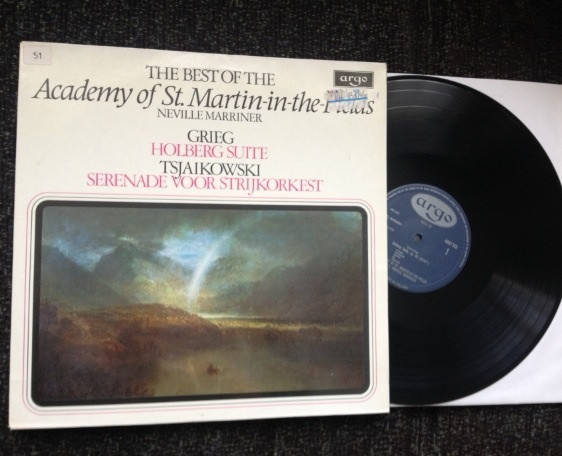 51
THE BEST OF THE
argo
Academy of St. Martin-in-the-Fields
NEVILLE MARRINER
GRIEG
HOLBERG SUITE
TSJAIKOWSKI
SERENADE VOOR STRIJKORKEST
argo
1